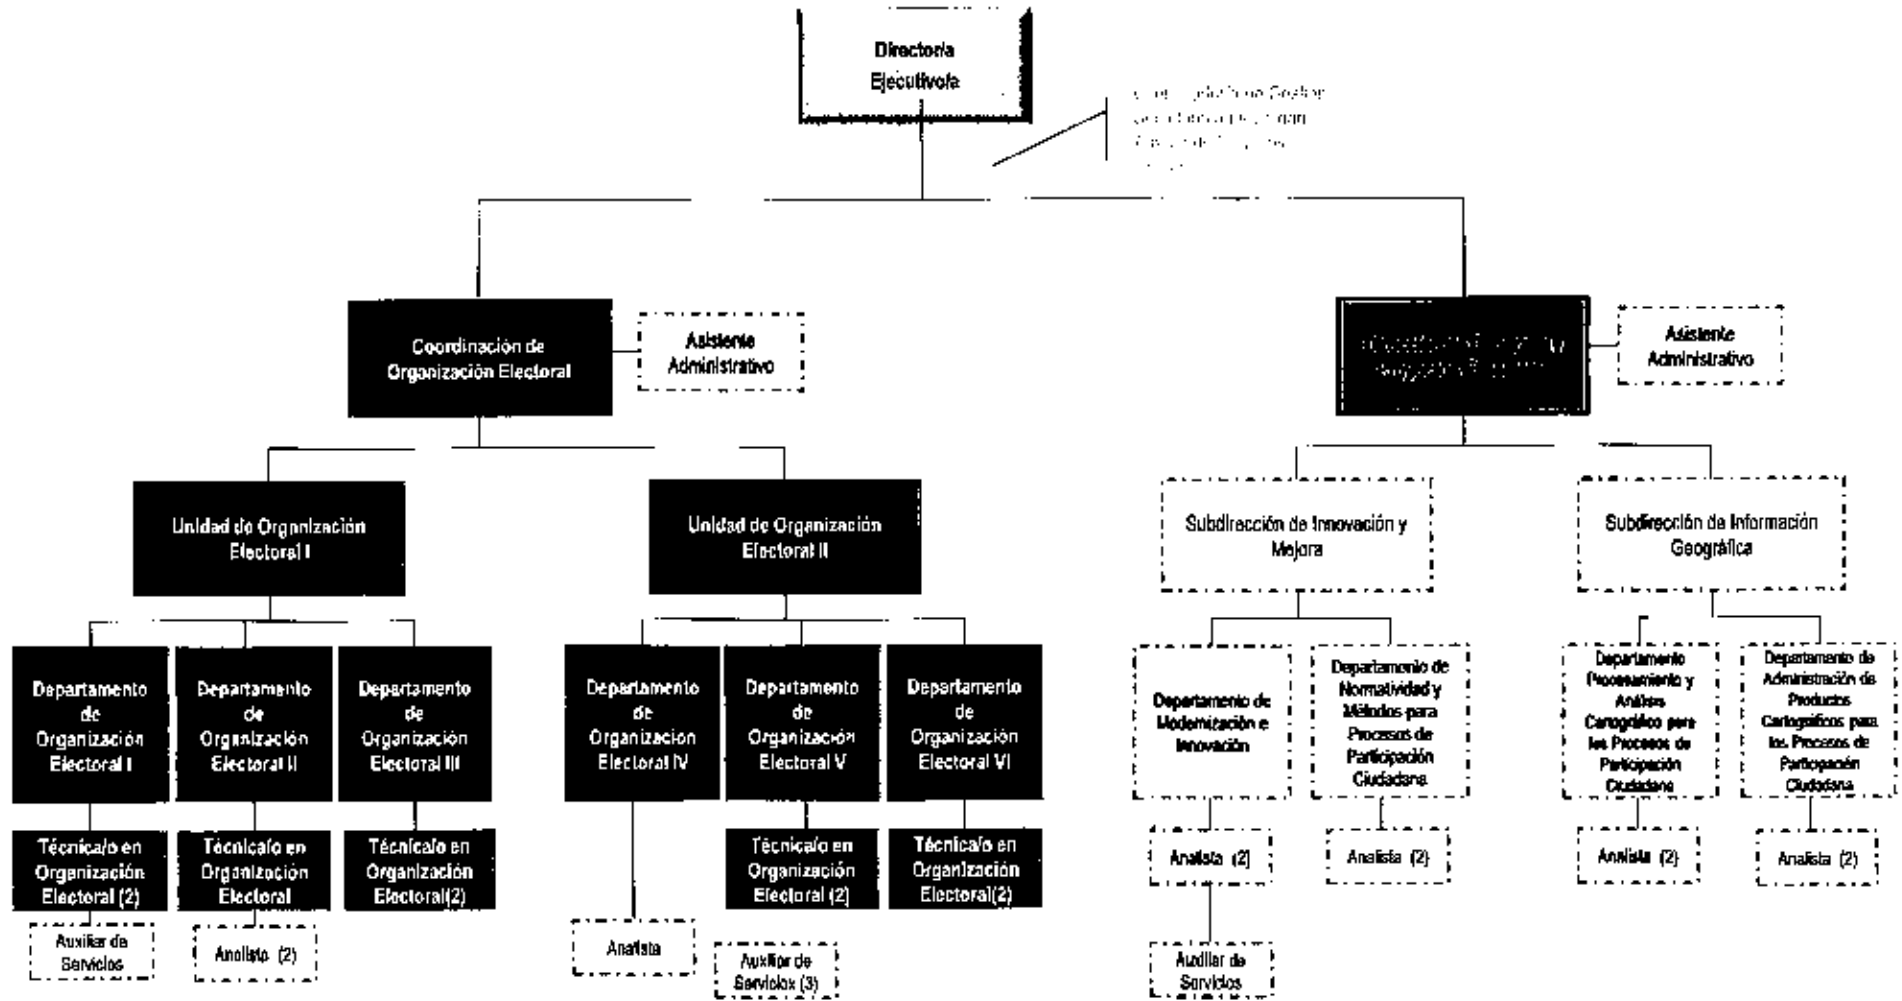 Director/a
Ejecutivo/a
Coordinación de
Organización Electoral
Asistente
Administrativo
Asistente
Administrativo
Unidad de Organización
Electoral I
Unidad de Organización
Electoral II
Subdirección de Innovación y
Mejora
Subdirección de Información
Geográfica
Departamento
de
Organización
Electoral I
Departamento
de
Organización
Electoral II
Departamento
de
Organización
Electoral III
Departamento
de
Organización
Electoral IV
Departamento
de
Organización
Electoral V
Departamento
de
Organización
Electoral VI
Departamento de
Modernización e
Innovación
Departamento de
Normatividad y
Métodos para
Procesos de
Participación
Ciudadana
Departamento
Procesamiento y
Análisis
Cartográfico para
los Procesos de
Participación
Ciudadana
Departamento de
Administración de
Productos
Cartográficos para
los Procesos de
Participación
Ciudadana
Técnica/o en
Organización
Electoral (2)
Técnica/o en
Organización
Electoral
Técnica/o en
Organización
Electoral(2)
Técnica/o en
Organización
Electoral (2)
Técnica/o en
Organización
Electoral(2)
Analista (2)
Analista (2)
Analista (2)
Analista (2)
Auxiliar de
Servicios
Analista (2)
Analista
Auxiliar de
Servicios (3)
Auxiliar de
Servicios